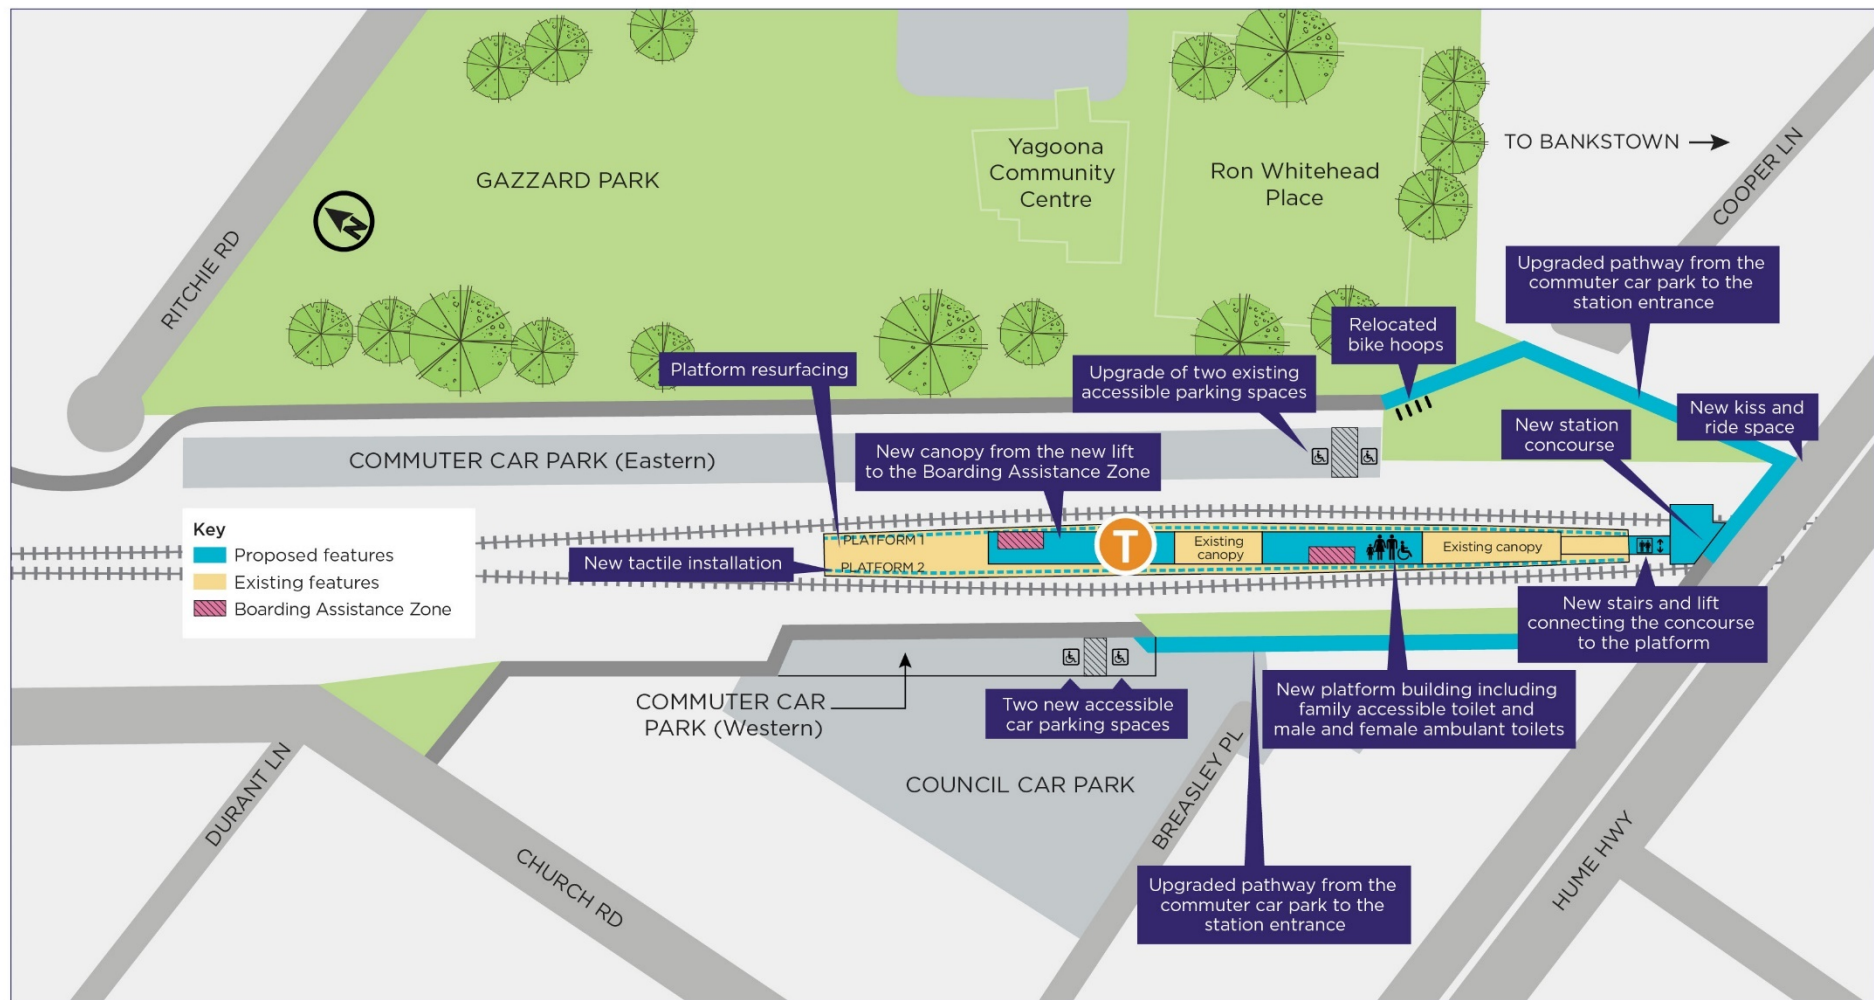 GAZZARD PARK
Yagoona
Community
Centre
Ron Whitehead
Place
TO BANKSTOWN
COOPER LN
N
RITCHIE RD
Upgraded pathway from the
commuter car park to the
station entrance
Relocated
bike hoops
Platform resurfacing
Upgrade of two existing
accessible parking spaces
New kiss and
ride space
New station
concourse
COMMUTER CAR PARK (Eastern)
New canopy from the new lift
to the Boarding Assistance Zone
Key
Proposed features
Existing features
Boarding Assistance Zone
PLATFORM 1
PLATFORM 2
T
Existing
canopy
Existing canopy
New tactile installation
New stairs and lift
connecting the concourse
to the platform
COMMUTER CAR
PARK (Western)
Two new accessible
car parking spaces
New platform building including
family accessible toilet and
male and female ambulant toilets
COUNCIL CAR PARK
BREASLEY PL
DURANT LN
CHURCH RD
HUME HWY
Upgraded pathway from the
commuter car park to the
station entrance